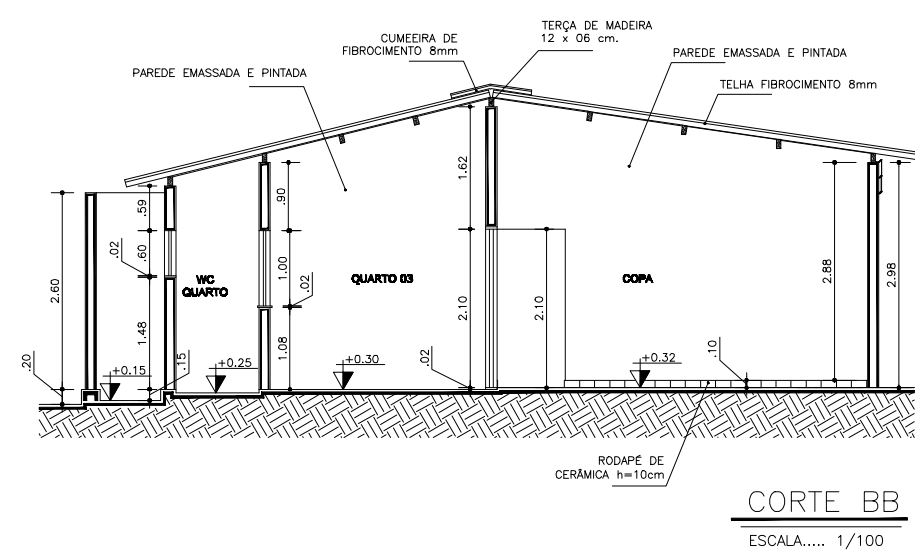 TERÇA DE MADEIRA
12 x 06 cm.
CUMEEIRA DE
FIBROCIMENTO 8mm
PAREDE EMASSADA E PINTADA
PAREDE EMASSADA E PINTADA
TELHA FIBROCIMENTO 8mm
1.62
.90
.59
.02
.60
1.00
.02
2.60
WC
QUARTO
QUARTO 03
COPA
2.88
2.98
2.10
2.10
1.48
1.08
.20
+0.15
.15
+0.25
+0.30
.02
+0.32
.10
RODAPÉ DE
CERÂMICA h=10cm
CORTE BB
ESCALA..... 1/100